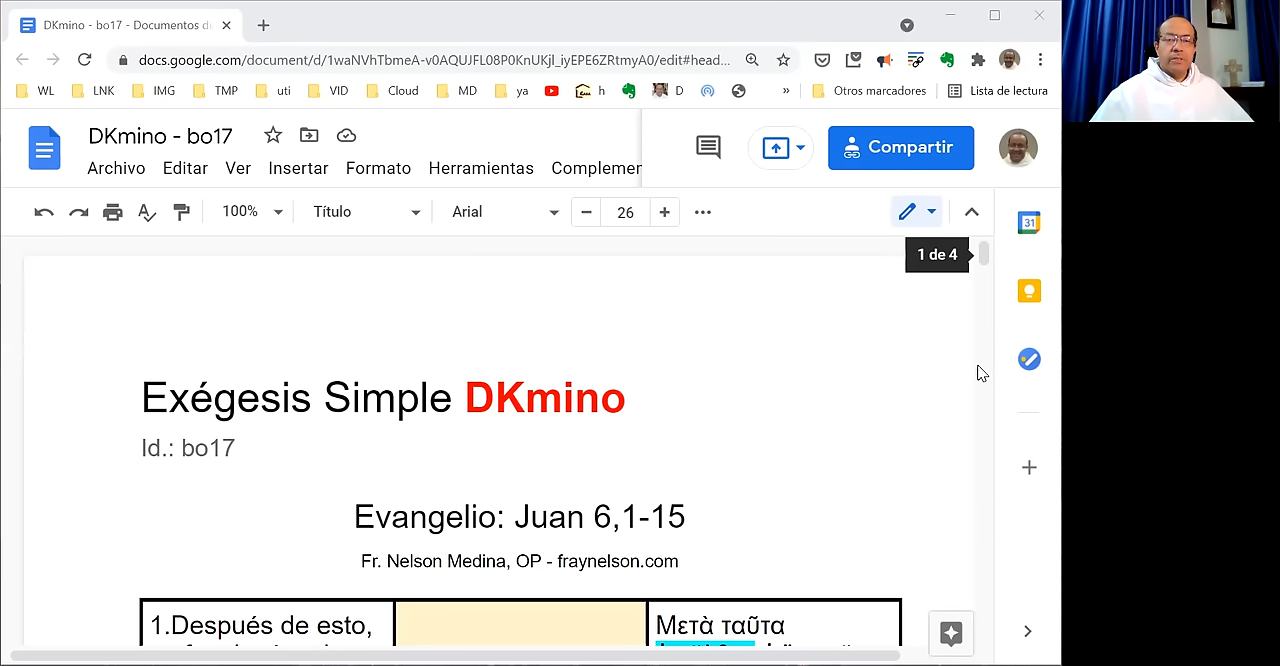 DKmino - bo17 - Documentos d
docs.google.com/document/d/1waNVhTbmeA-v0AQUJFL08P0KnUKjl_iyEPE6ZRtmyA0/edit#head...
WL LNK IMG TMP uti VID Cloud MD ya h D » Otros marcadores Lista de lectura
DKmino - bo17
Compartir
Archivo Editar Ver Insertar Formato Herramientas Complemen
100% Título Arial 26
31
1 de 4
Exégesis Simple DKmino
Id.: bo17
Evangelio: Juan 6,1-15
Fr. Nelson Medina, OP - fraynelson.com
1.Después de esto, Μετὰ ταῦτα